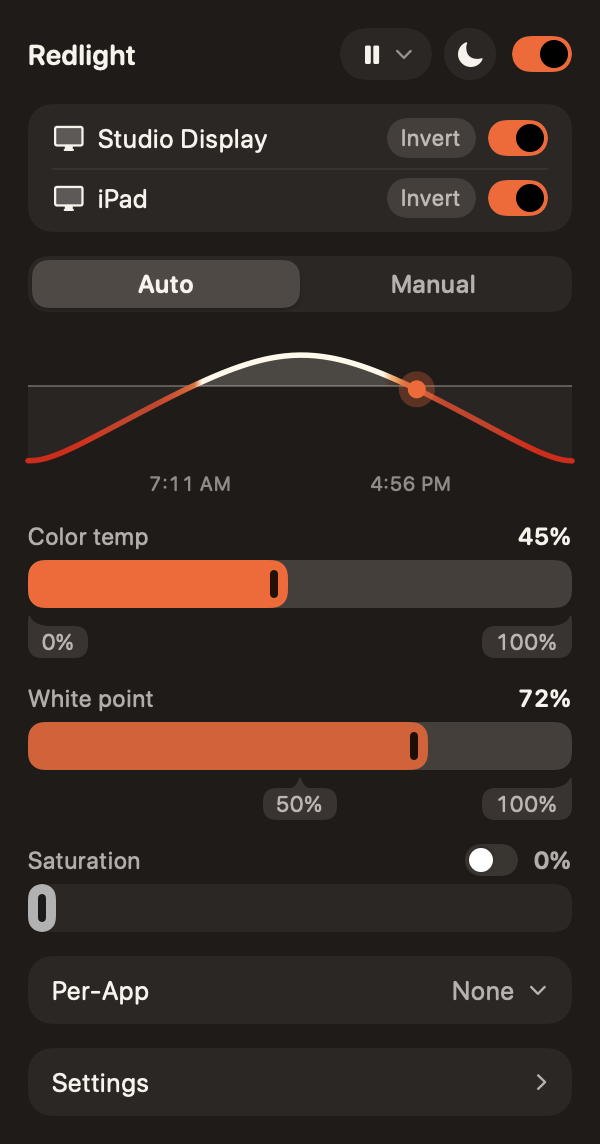 Redlight
Studio Display Invert
iPad Invert
Auto Manual
7:11 AM 4:56 PM
Color temp 45%
0% 100%
White point 72%
50% 100%
Saturation 0%
Per-App None
Settings